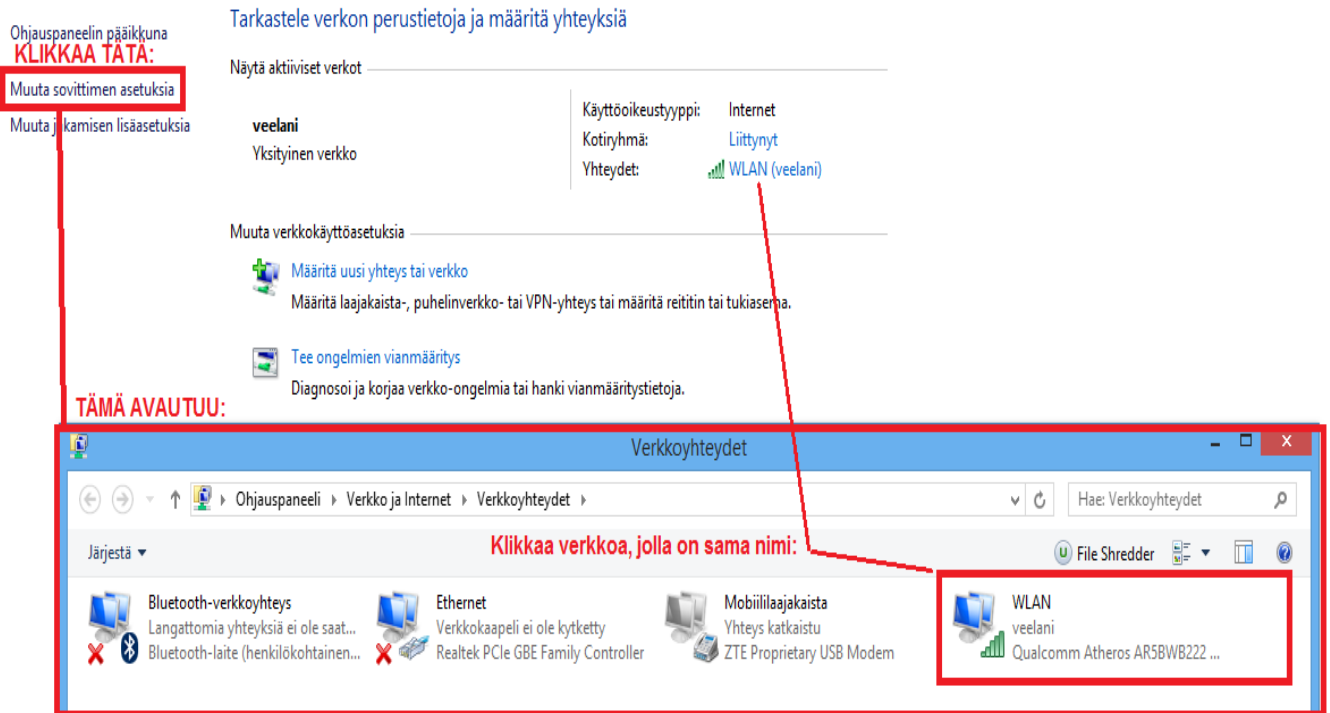 Tarkastele verkon perustietoja ja määritä yhteyksiä
Ohjauspaneelin pääikkuna
KLIKKAA TÄTÄ:
Muuta sovittimen asetuksia
Muuta jakamisen lisäasetuksia
Näytä aktiiviset verkot
veelani
Yksityinen verkko
Käyttöoikeustyyppi: Internet
Kotiryhmä: Liittynyt
Yhteydet: WLAN (veelani)
Muuta verkkokäyttöasetuksia
Määritä uusi yhteys tai verkko
Määritä laajakaista-, puhelinverkko- tai VPN-yhteys tai määritä reititin tai tukiasema.
Tee ongelmien vianmääritys
Diagnosoi ja korjaa verkko-ongelmia tai hanki vianmääritystietoja.
TÄMÄ AVAUTUU:
Verkkoyhteydet
Ohjauspaneeli Verkko ja Internet Verkkoyhteydet
Hae: Verkkoyhteydet
Järjestä
Klikkaa verkkoa, jolla on sama nimi:
File Shredder
Bluetooth-verkkoyhteys
Langattomia yhteyksiä ei ole saat...
Bluetooth-laite (henkilökohtainen...
Ethernet
Verkkokaapeli ei ole kytketty
Realtek PCIe GBE Family Controller
Mobiililaajakaista
Yhteys katkaistu
ZTE Proprietary USB Modem
WLAN
veelani
Qualcomm Atheros AR5BWB222 ...